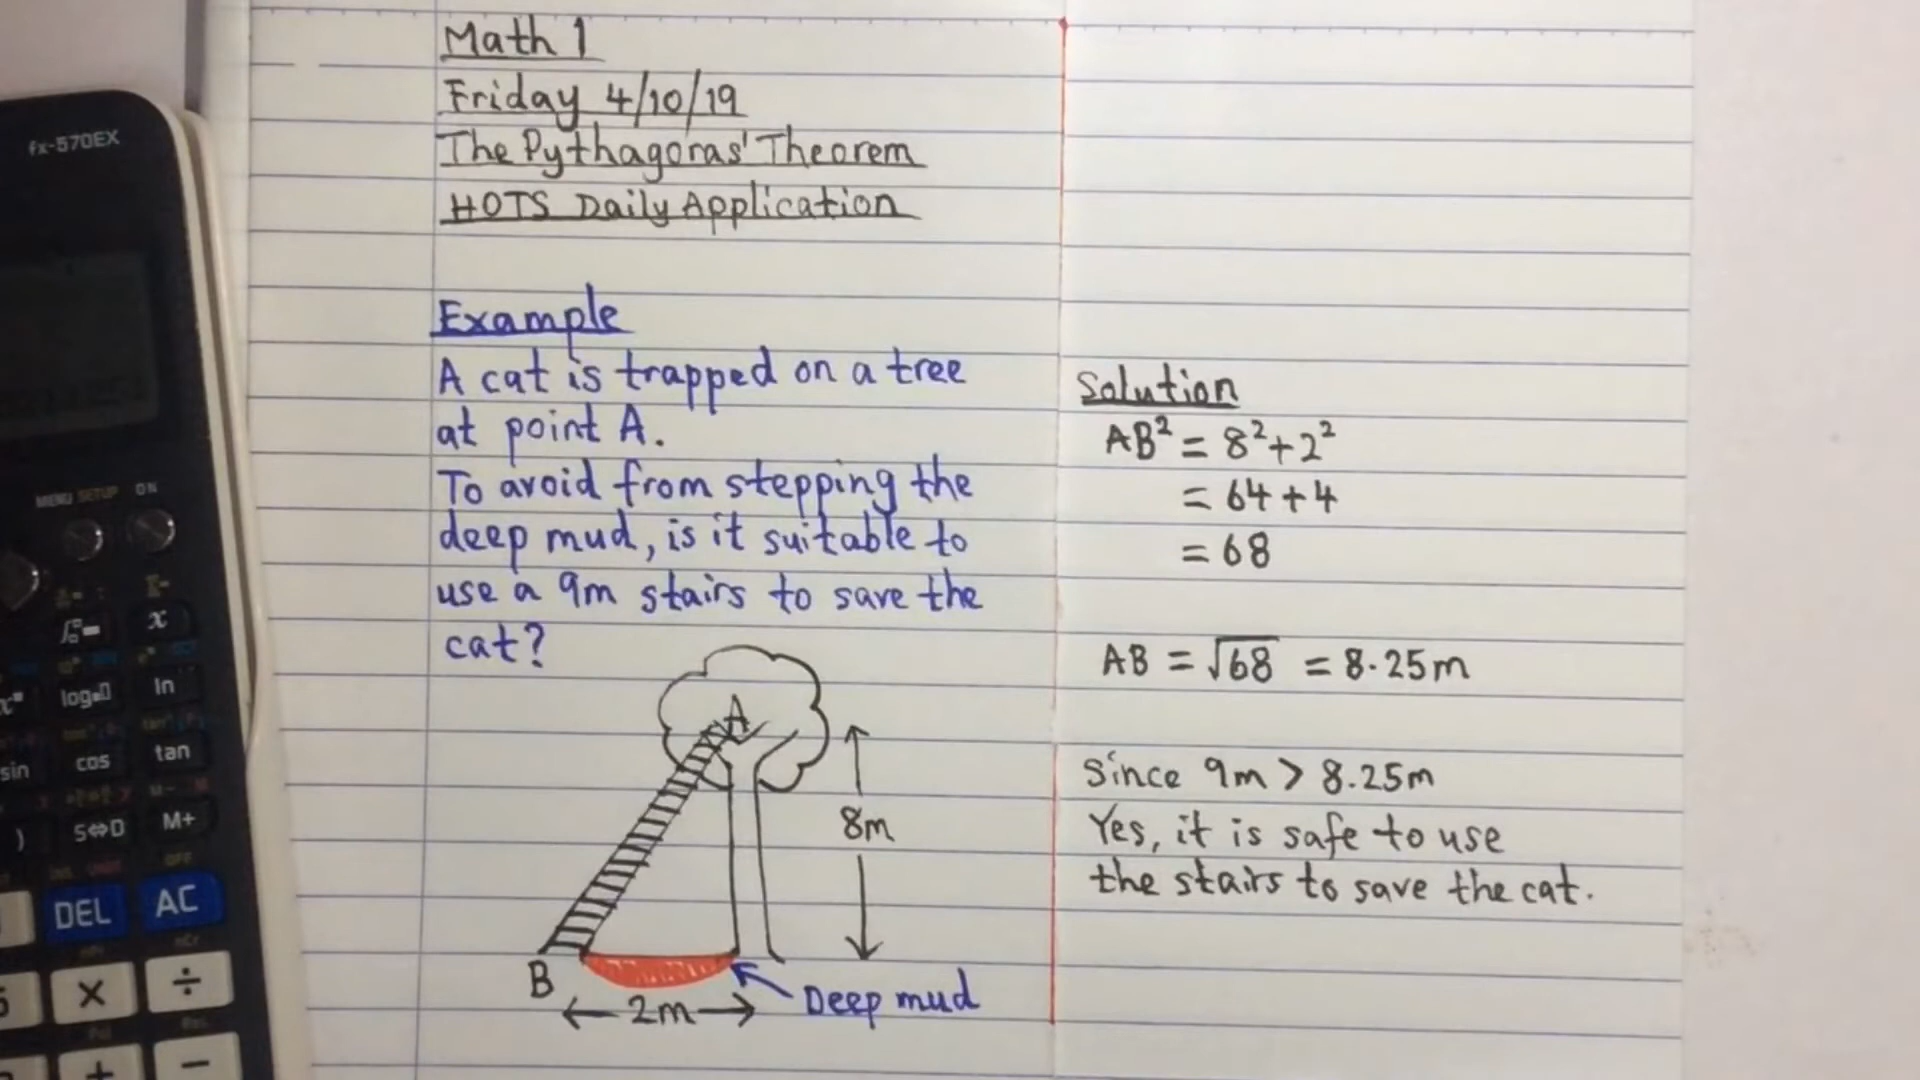 Math 1
Friday 4/10/19
The Pythagoras' Theorem
HOTS Daily Application
Example
A cat is trapped on a tree
at point A.
To avoid from stepping the
deep mud, is it suitable to
use a 9m stairs to save the
cat?
A
8m
B
2m
Deep mud
Solution
AB² = 8² + 2²
= 64 + 4
= 68
AB = √68 = 8.25m
Since 9m > 8.25m
Yes, it is safe to use
the stairs to save the cat.
fx-570EX
MENU SETUP ON
x
log ln
sin cos tan
) S⇔D M+
DEL AC
× ÷
+ −